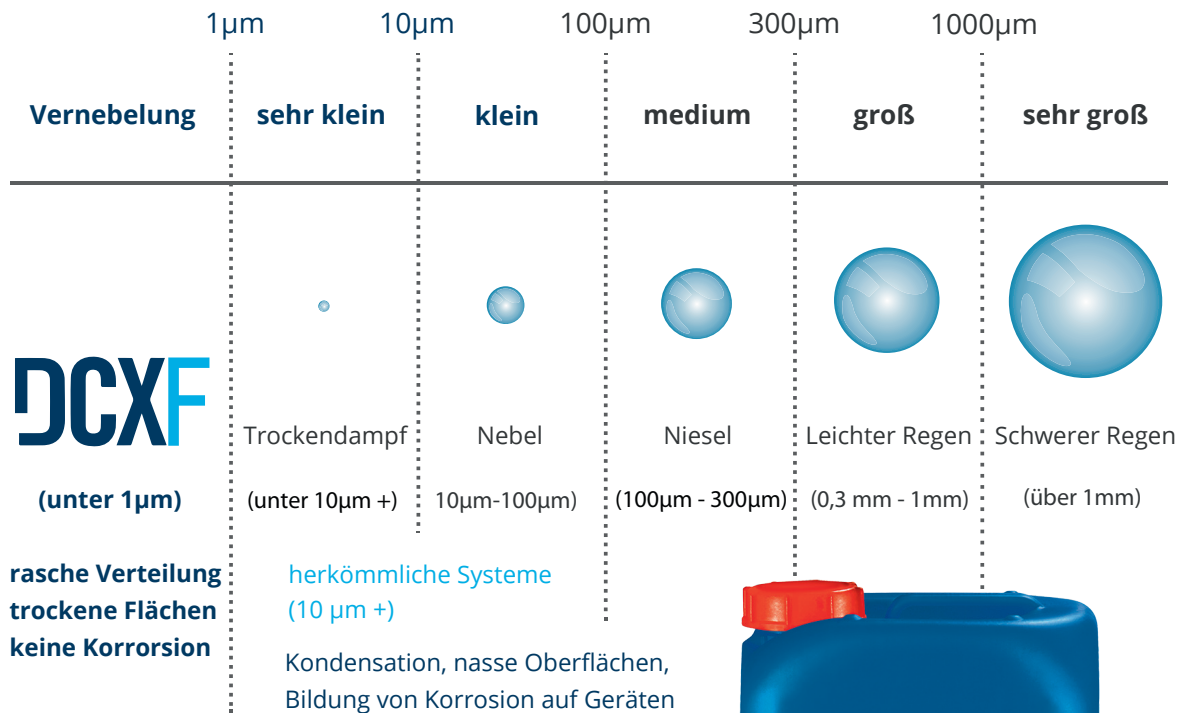 1µm 10µm 100µm 300µm 1000µm
Vernebelung sehr klein klein medium groß sehr groß
DCXF
Trockendampf Nebel Niesel Leichter Regen Schwerer Regen
(unter 1µm) (unter 10µm +) 10µm-100µm) (100µm - 300µm) (0,3 mm - 1mm) (über 1mm)
rasche Verteilung
trockene Flächen
keine Korrorsion
herkömmliche Systeme
(10 µm +)
Kondensation, nasse Oberflächen,
Bildung von Korrosion auf Geräten